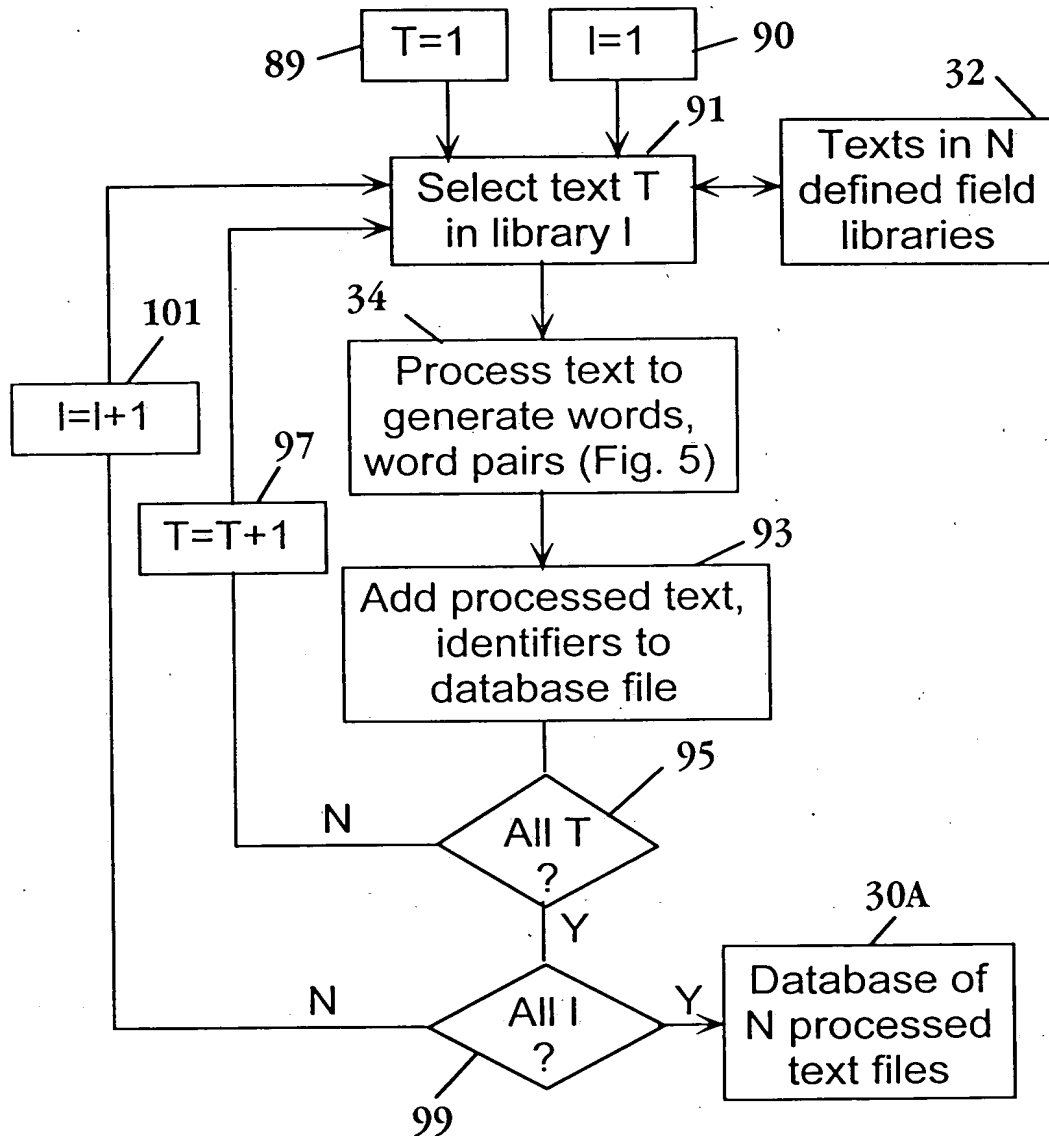 T=1
I=1
89
90
32
91
Select text T
in library I
Texts in N
defined field
libraries
34
101
Process text to
generate words,
word pairs (Fig. 5)
I=I+1
97
T=T+1
93
Add processed text,
identifiers to
database file
95
N
All T
?
Y
30A
N
All I
?
Y
Database of
N processed
text files
99